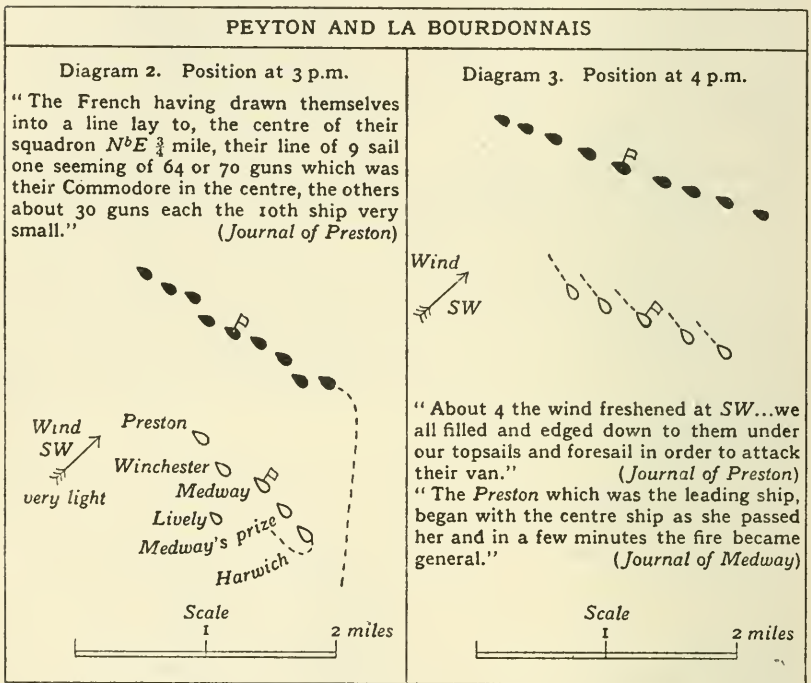 PEYTON AND LA BOURDONNAIS
Diagram 2. Position at 3 p.m.
"The French having drawn themselves
into a line lay to, the centre of their
squadron NbE ¾ mile, their line of 9 sail
one seeming of 64 or 70 guns which was
their Commodore in the centre, the others
about 30 guns each the 10th ship very
small." (Journal of Preston)
Wind
SW
very light
Preston
Winchester
Medway
Lively
Medway's prize
Harwich
Scale
1
2 miles
Diagram 3. Position at 4 p.m.
Wind
SW
"About 4 the wind freshened at SW...we
all filled and edged down to them under
our topsails and foresail in order to attack
their van." (Journal of Preston)
"The Preston which was the leading ship,
began with the centre ship as she passed
her and in a few minutes the fire became
general." (Journal of Medway)
Scale
1
2 miles